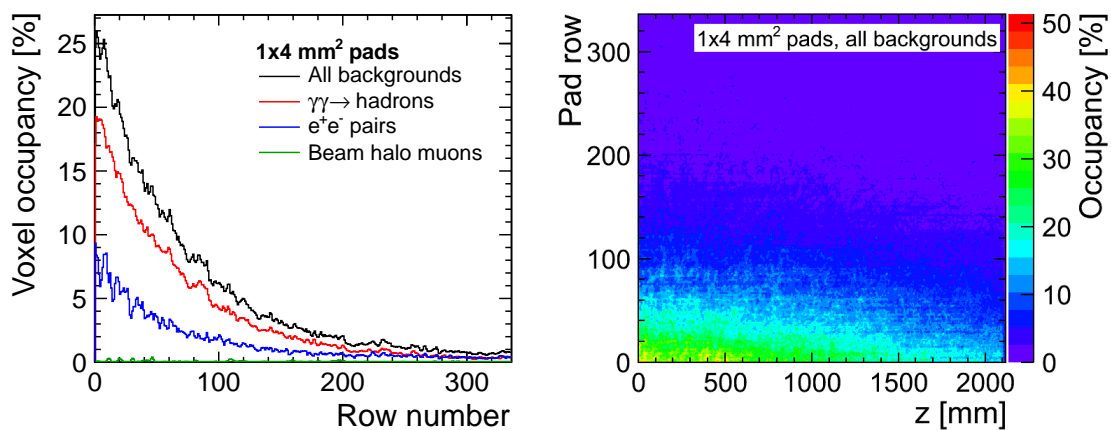 Voxel occupancy [%]
25
20
15
10
5
0
1x4 mm² pads
All backgrounds
γγ→ hadrons
e⁺e⁻ pairs
Beam halo muons
0 100 200 300
Row number
Pad row
300
200
100
0
1x4 mm² pads, all backgrounds
0 500 1000 1500 2000
z [mm]
50
40
30
20
10
0
Occupancy [%]